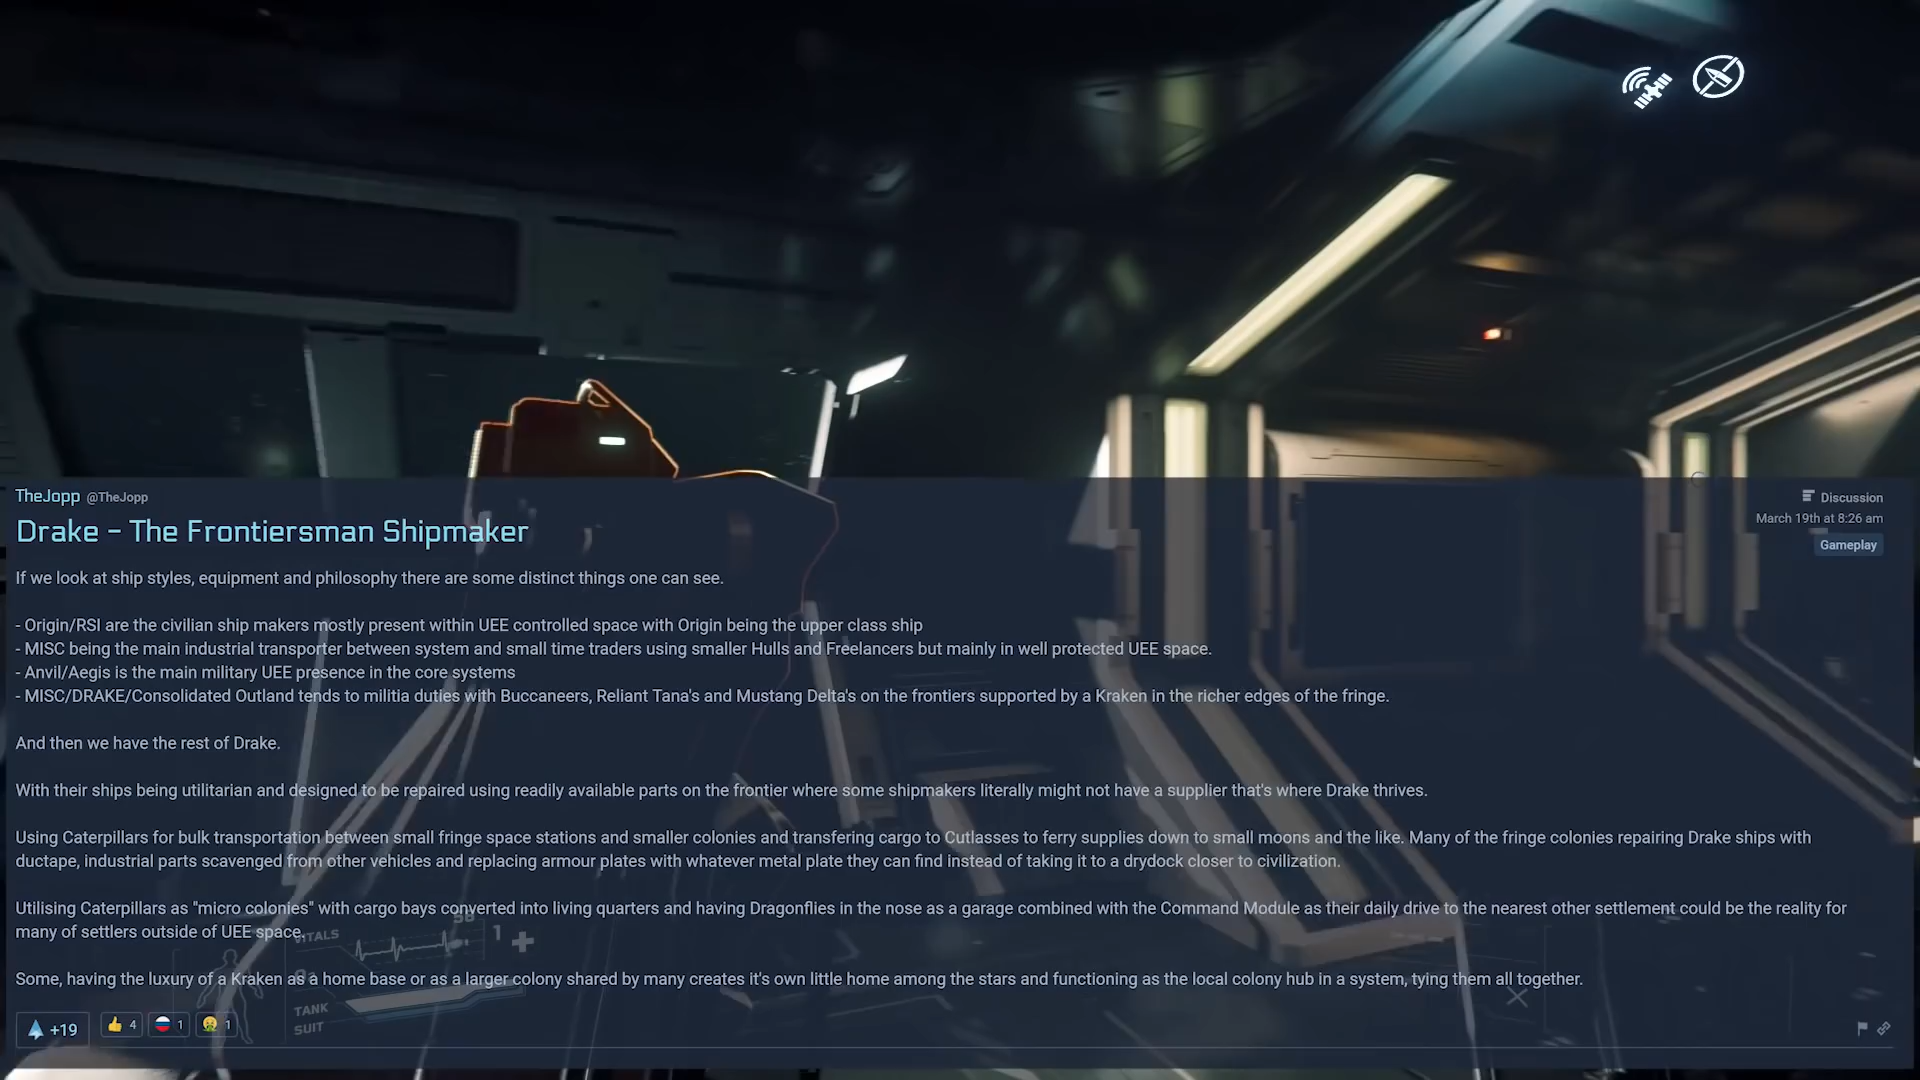 TheJopp @TheJopp
Discussion
March 19th at 8:26 am
Drake - The Frontiersman Shipmaker
Gameplay
If we look at ship styles, equipment and philosophy there are some distinct things one can see.
- Origin/RSI are the civilian ship makers mostly present within UEE controlled space with Origin being the upper class ship
- MISC being the main industrial transporter between system and small time traders using smaller Hulls and Freelancers but mainly in well protected UEE space.
- Anvil/Aegis is the main military UEE presence in the core systems
- MISC/DRAKE/Consolidated Outland tends to militia duties with Buccaneers, Reliant Tana's and Mustang Delta's on the frontiers supported by a Kraken in the richer edges of the fringe.
And then we have the rest of Drake.
With their ships being utilitarian and designed to be repaired using readily available parts on the frontier where some shipmakers literally might not have a supplier that's where Drake thrives.
Using Caterpillars for bulk transportation between small fringe space stations and smaller colonies and transfering cargo to Cutlasses to ferry supplies down to small moons and the like. Many of the fringe colonies repairing Drake ships with
ductape, industrial parts scavenged from other vehicles and replacing armour plates with whatever metal plate they can find instead of taking it to a drydock closer to civilization.
Utilising Caterpillars as "micro colonies" with cargo bays converted into living quarters and having Dragonflies in the nose as a garage combined with the Command Module as their daily drive to the nearest other settlement could be the reality for
many of settlers outside of UEE space.
VITALS
1
Some, having the luxury of a Kraken as a home base or as a larger colony shared by many creates it's own little home among the stars and functioning as the local colony hub in a system, tying them all together.
TANK
SUIT
+19 4 1 1